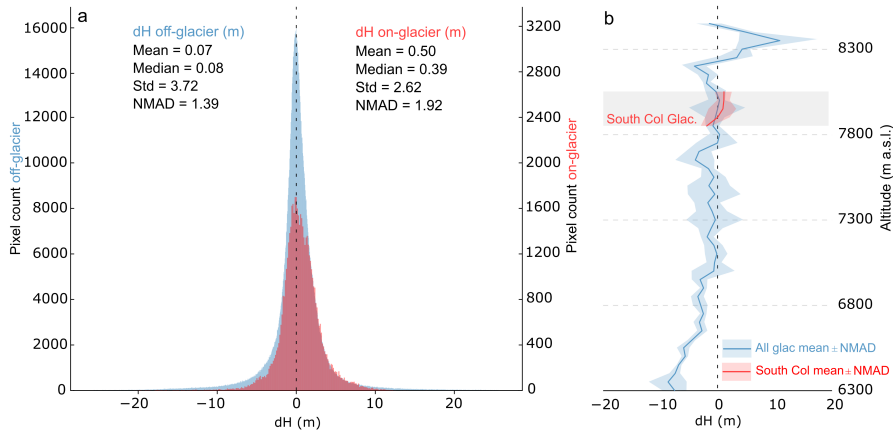 a
dH off-glacier (m)
Mean = 0.07
Median = 0.08
Std = 3.72
NMAD = 1.39
dH on-glacier (m)
Mean = 0.50
Median = 0.39
Std = 2.62
NMAD = 1.92
16000
14000
12000
10000
8000
6000
4000
2000
0
Pixel count off-glacier
3200
2800
2400
2000
1600
1200
800
400
0
Pixel count on-glacier
−20
−10
0
10
20
dH (m)
b
South Col Glac.
8300
7800
7300
6800
6300
Altitude (m a.s.l.)
All glac mean ± NMAD
South Col mean ± NMAD
−20
−10
0
10
20
dH (m)